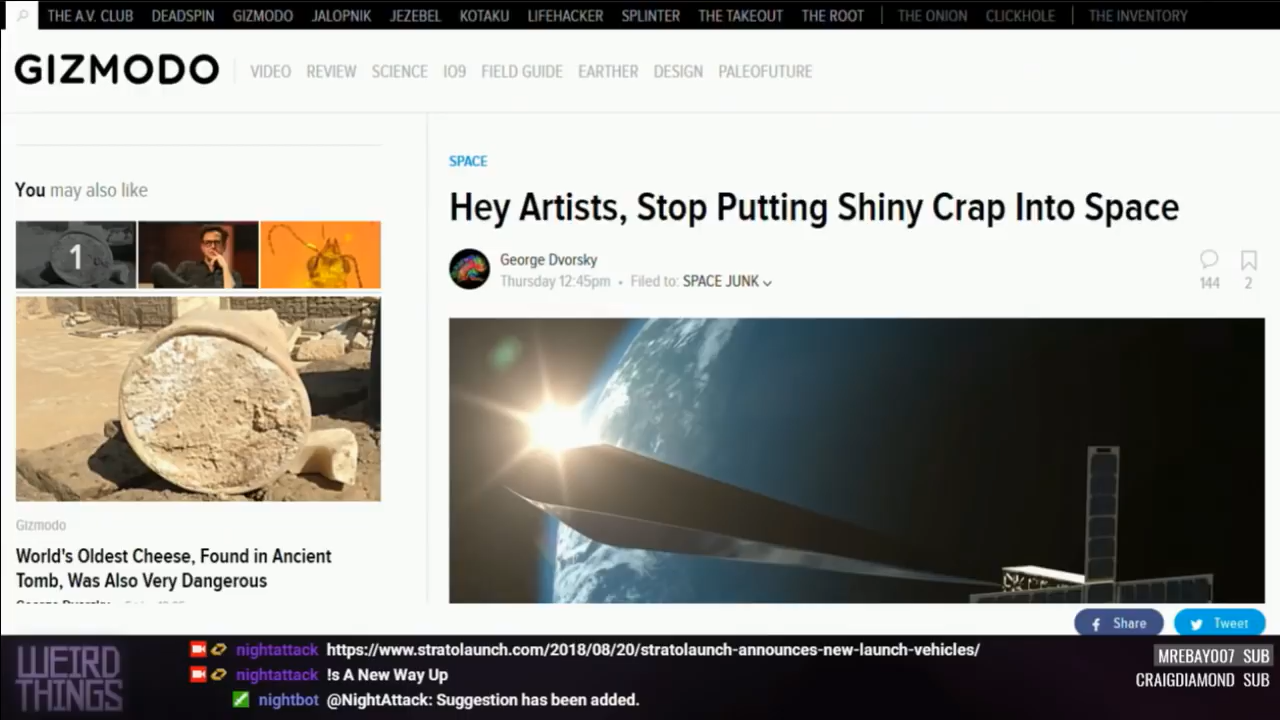 THE A.V. CLUB DEADSPIN GIZMODO JALOPNIK JEZEBEL KOTAKU LIFEHACKER SPLINTER THE TAKEOUT THE ROOT THE ONION CLICKHOLE THE INVENTORY
GIZMODO VIDEO REVIEW SCIENCE IO9 FIELD GUIDE EARTHER DESIGN PALEOFUTURE
You may also like
1
Gizmodo
World's Oldest Cheese, Found in Ancient
Tomb, Was Also Very Dangerous
SPACE
Hey Artists, Stop Putting Shiny Crap Into Space
George Dvorsky
Thursday 12:45pm • Filed to: SPACE JUNK
144 2
Share Tweet
WEIRD
THINGS
nightattack https://www.stratolaunch.com/2018/08/20/stratolaunch-announces-new-launch-vehicles/
nightattack !s A New Way Up
nightbot @NightAttack: Suggestion has been added.
MREBAY007 SUB
CRAIGDIAMOND SUB